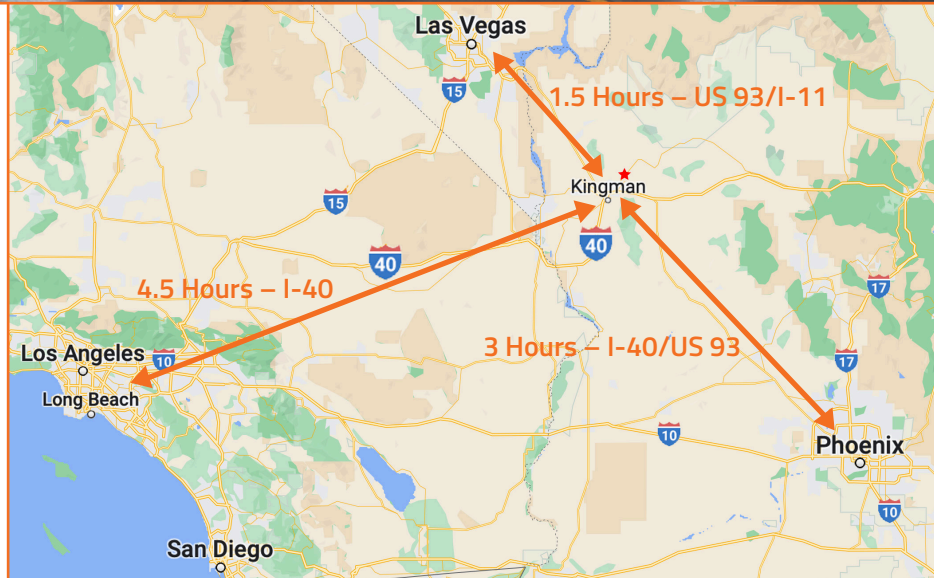 Las Vegas
15
1.5 Hours – US 93/I-11
Kingman
15
40
40
4.5 Hours – I-40
17
3 Hours – I-40/US 93
Los Angeles
10
17
Long Beach
10
Phoenix
10
San Diego